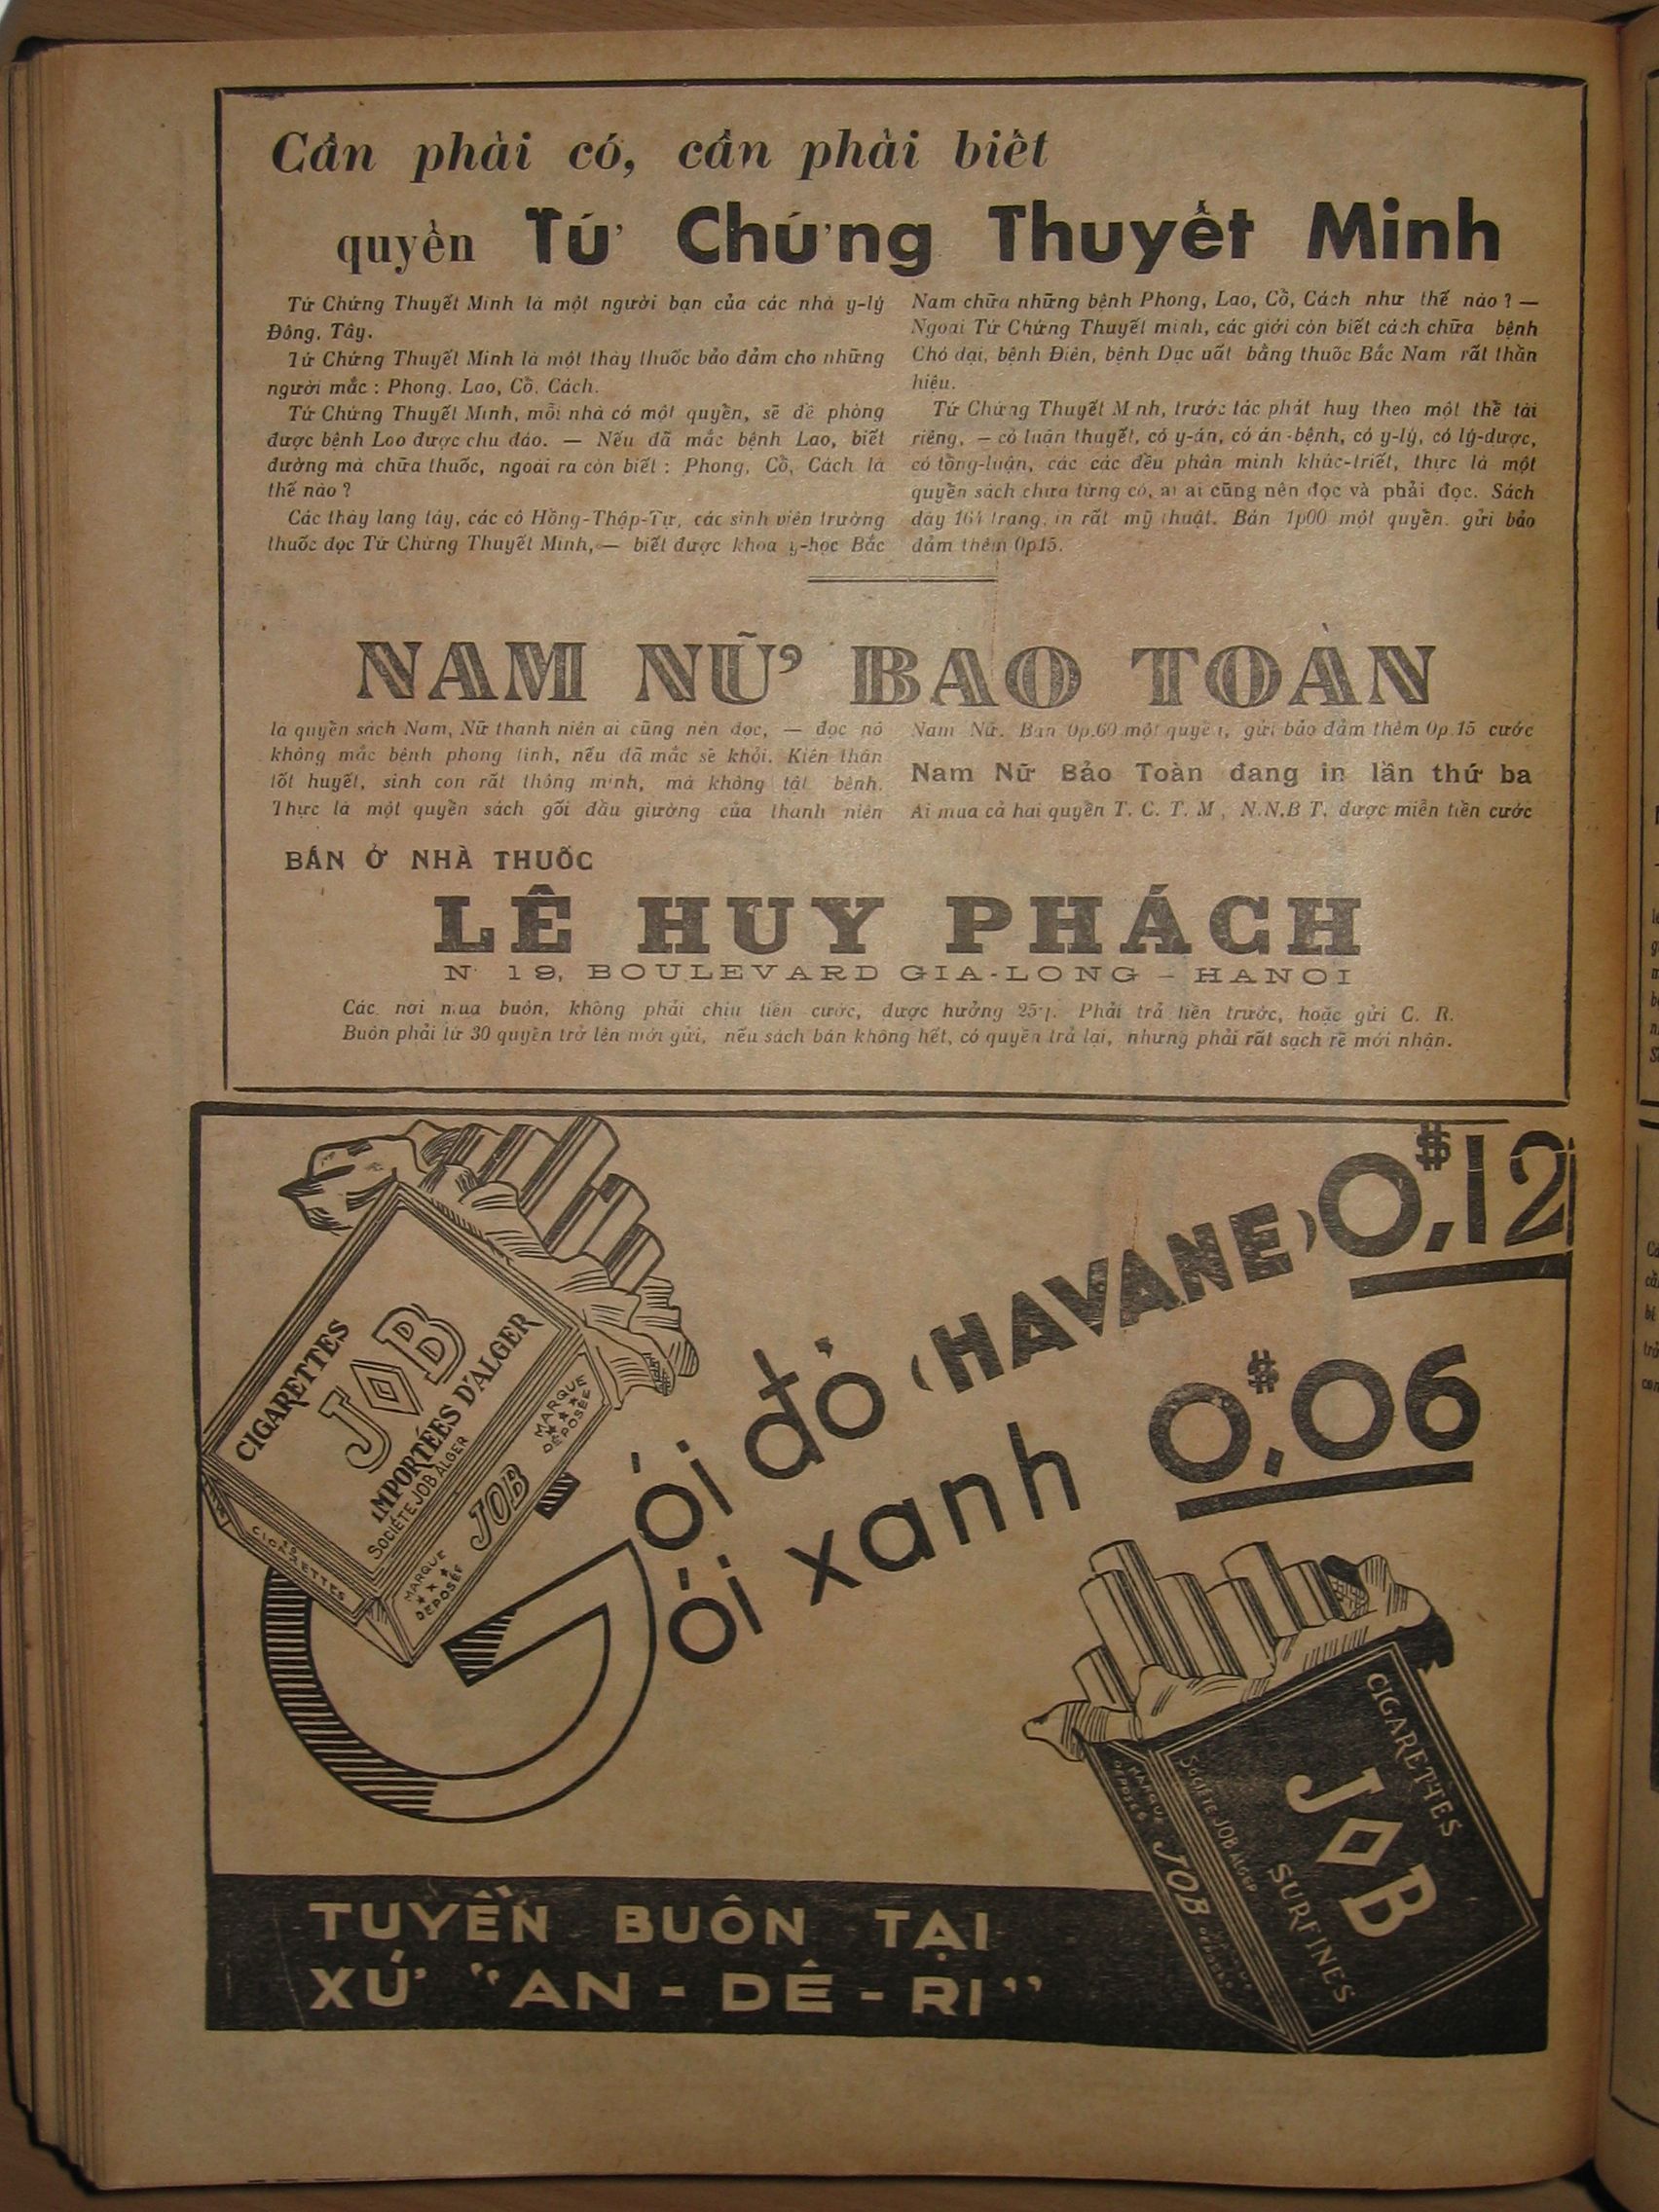 Cần phải có, cần phải biết
quyển Tứ Chứng Thuyết Minh
Tứ Chứng Thuyết Minh là một người bạn của các nhà y-lý
Đông, Tây.
Tứ Chứng Thuyết Minh là một thày thuốc bảo đảm cho những
người mắc : Phong. Lao, Cổ. Cách.
Tứ Chứng Thuyết Minh, mỗi nhà có một quyển, sẽ đề phòng
được bệnh Lao được chu đáo. — Nếu đã mắc bệnh Lao, biết
đường mà chữa thuốc, ngoài ra còn biết : Phong, Cổ, Cách là
thế nào ?
Các thày lang tây, các cô Hồng-Thập-Tự, các sinh viên trường
thuốc đọc Tứ Chứng Thuyết Minh, — biết được khoa y-học Bắc
Nam chữa những bệnh Phong, Lao, Cổ, Cách như thế nào ? —
Ngoài Tứ Chứng Thuyết minh, các giới còn biết cách chữa bệnh
Chó dại, bệnh Điên, bệnh Dục uất bằng thuốc Bắc Nam rất thần
hiệu.
Tứ Chứng Thuyết M nh, trước tác phát huy theo một thể tài
riêng, — có luận thuyết, có y-án, có án-bệnh, có y-lý, có lý-dược,
có tổng-luận, các các đều phân minh khúc-triết, thực là một
quyển sách chưa từng có, ai ai cũng nên đọc và phải đọc. Sách
dày 164 trang, in rất mỹ thuật. Bán 1p00 một quyển. gửi bảo
đảm thêm 0p15.
NAM NỮ BẢO TOÀN
là quyển sách Nam, Nữ thanh niên ai cũng nên đọc, — đọc nó
không mắc bệnh phong tình, nếu đã mắc sẽ khỏi. Kiên thân
tốt huyết, sinh con rất thông minh, mà không tật bệnh.
Thực là một quyển sách gối đầu giường của thanh niên
Nam Nữ. Bán 0p.60 một quyển, gửi bảo đảm thêm 0p.15 cước
Nam Nữ Bảo Toàn đang in lần thứ ba
Ai mua cả hai quyển T. C. T. M , N.N.B T. được miễn tiền cước
BÁN Ở NHÀ THUỐC
LÊ HUY PHÁCH
N· 19, BOULEVARD GIA-LONG — HANOI
Các nơi mua buôn, không phải chịu tiền cước, được hưởng 25%. Phải trả tiền trước, hoặc gửi C. R.
Buôn phải từ 30 quyển trở lên mới gửi, nếu sách bán không hết, có quyền trả lại, nhưng phải rất sạch sẽ mới nhận.
CIGARETTES
JOB
IMPORTÉES D'ALGER
SOCIÉTE JOB ALGER
MARQUE DÉPOSÉE
JOB
MARQUE DEPOSÉE
CIGARETTES
Gói đỏ (HAVANE) 0$,12
Gói xanh 0$,06
CIGARETTES
JOB
SURFINES
SOCIÉTÉ JOB ALGER
MARQUE DÉPOSÉE
JOB
TUYỂN BUÔN TẠI
XỨ "AN - DÊ - RI"